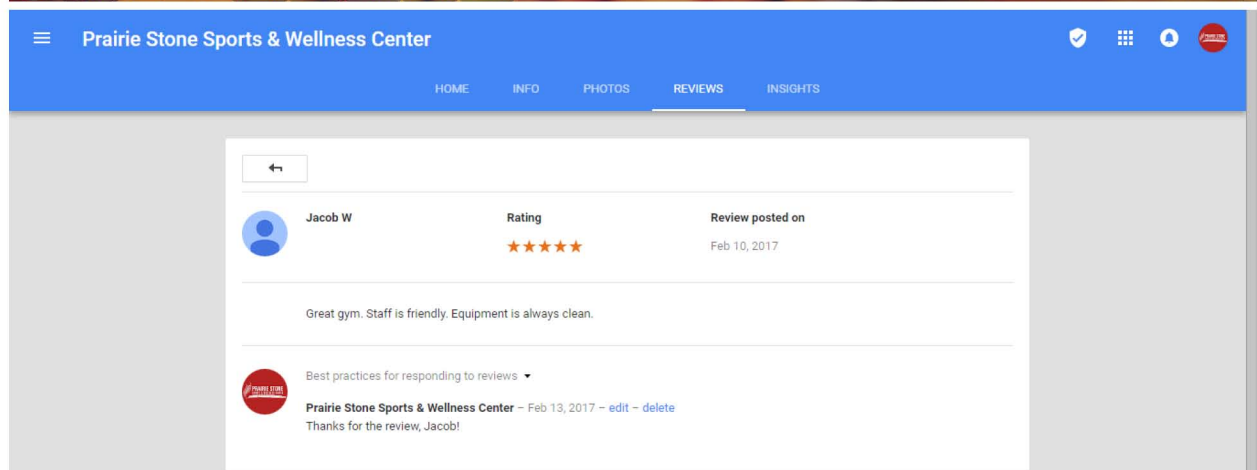 Prairie Stone Sports & Wellness Center
HOME INFO PHOTOS REVIEWS INSIGHTS
Jacob W Rating Review posted on
Feb 10, 2017
Great gym. Staff is friendly. Equipment is always clean.
Best practices for responding to reviews
PRAIRIE STONE
Prairie Stone Sports & Wellness Center – Feb 13, 2017 – edit – delete
Thanks for the review, Jacob!